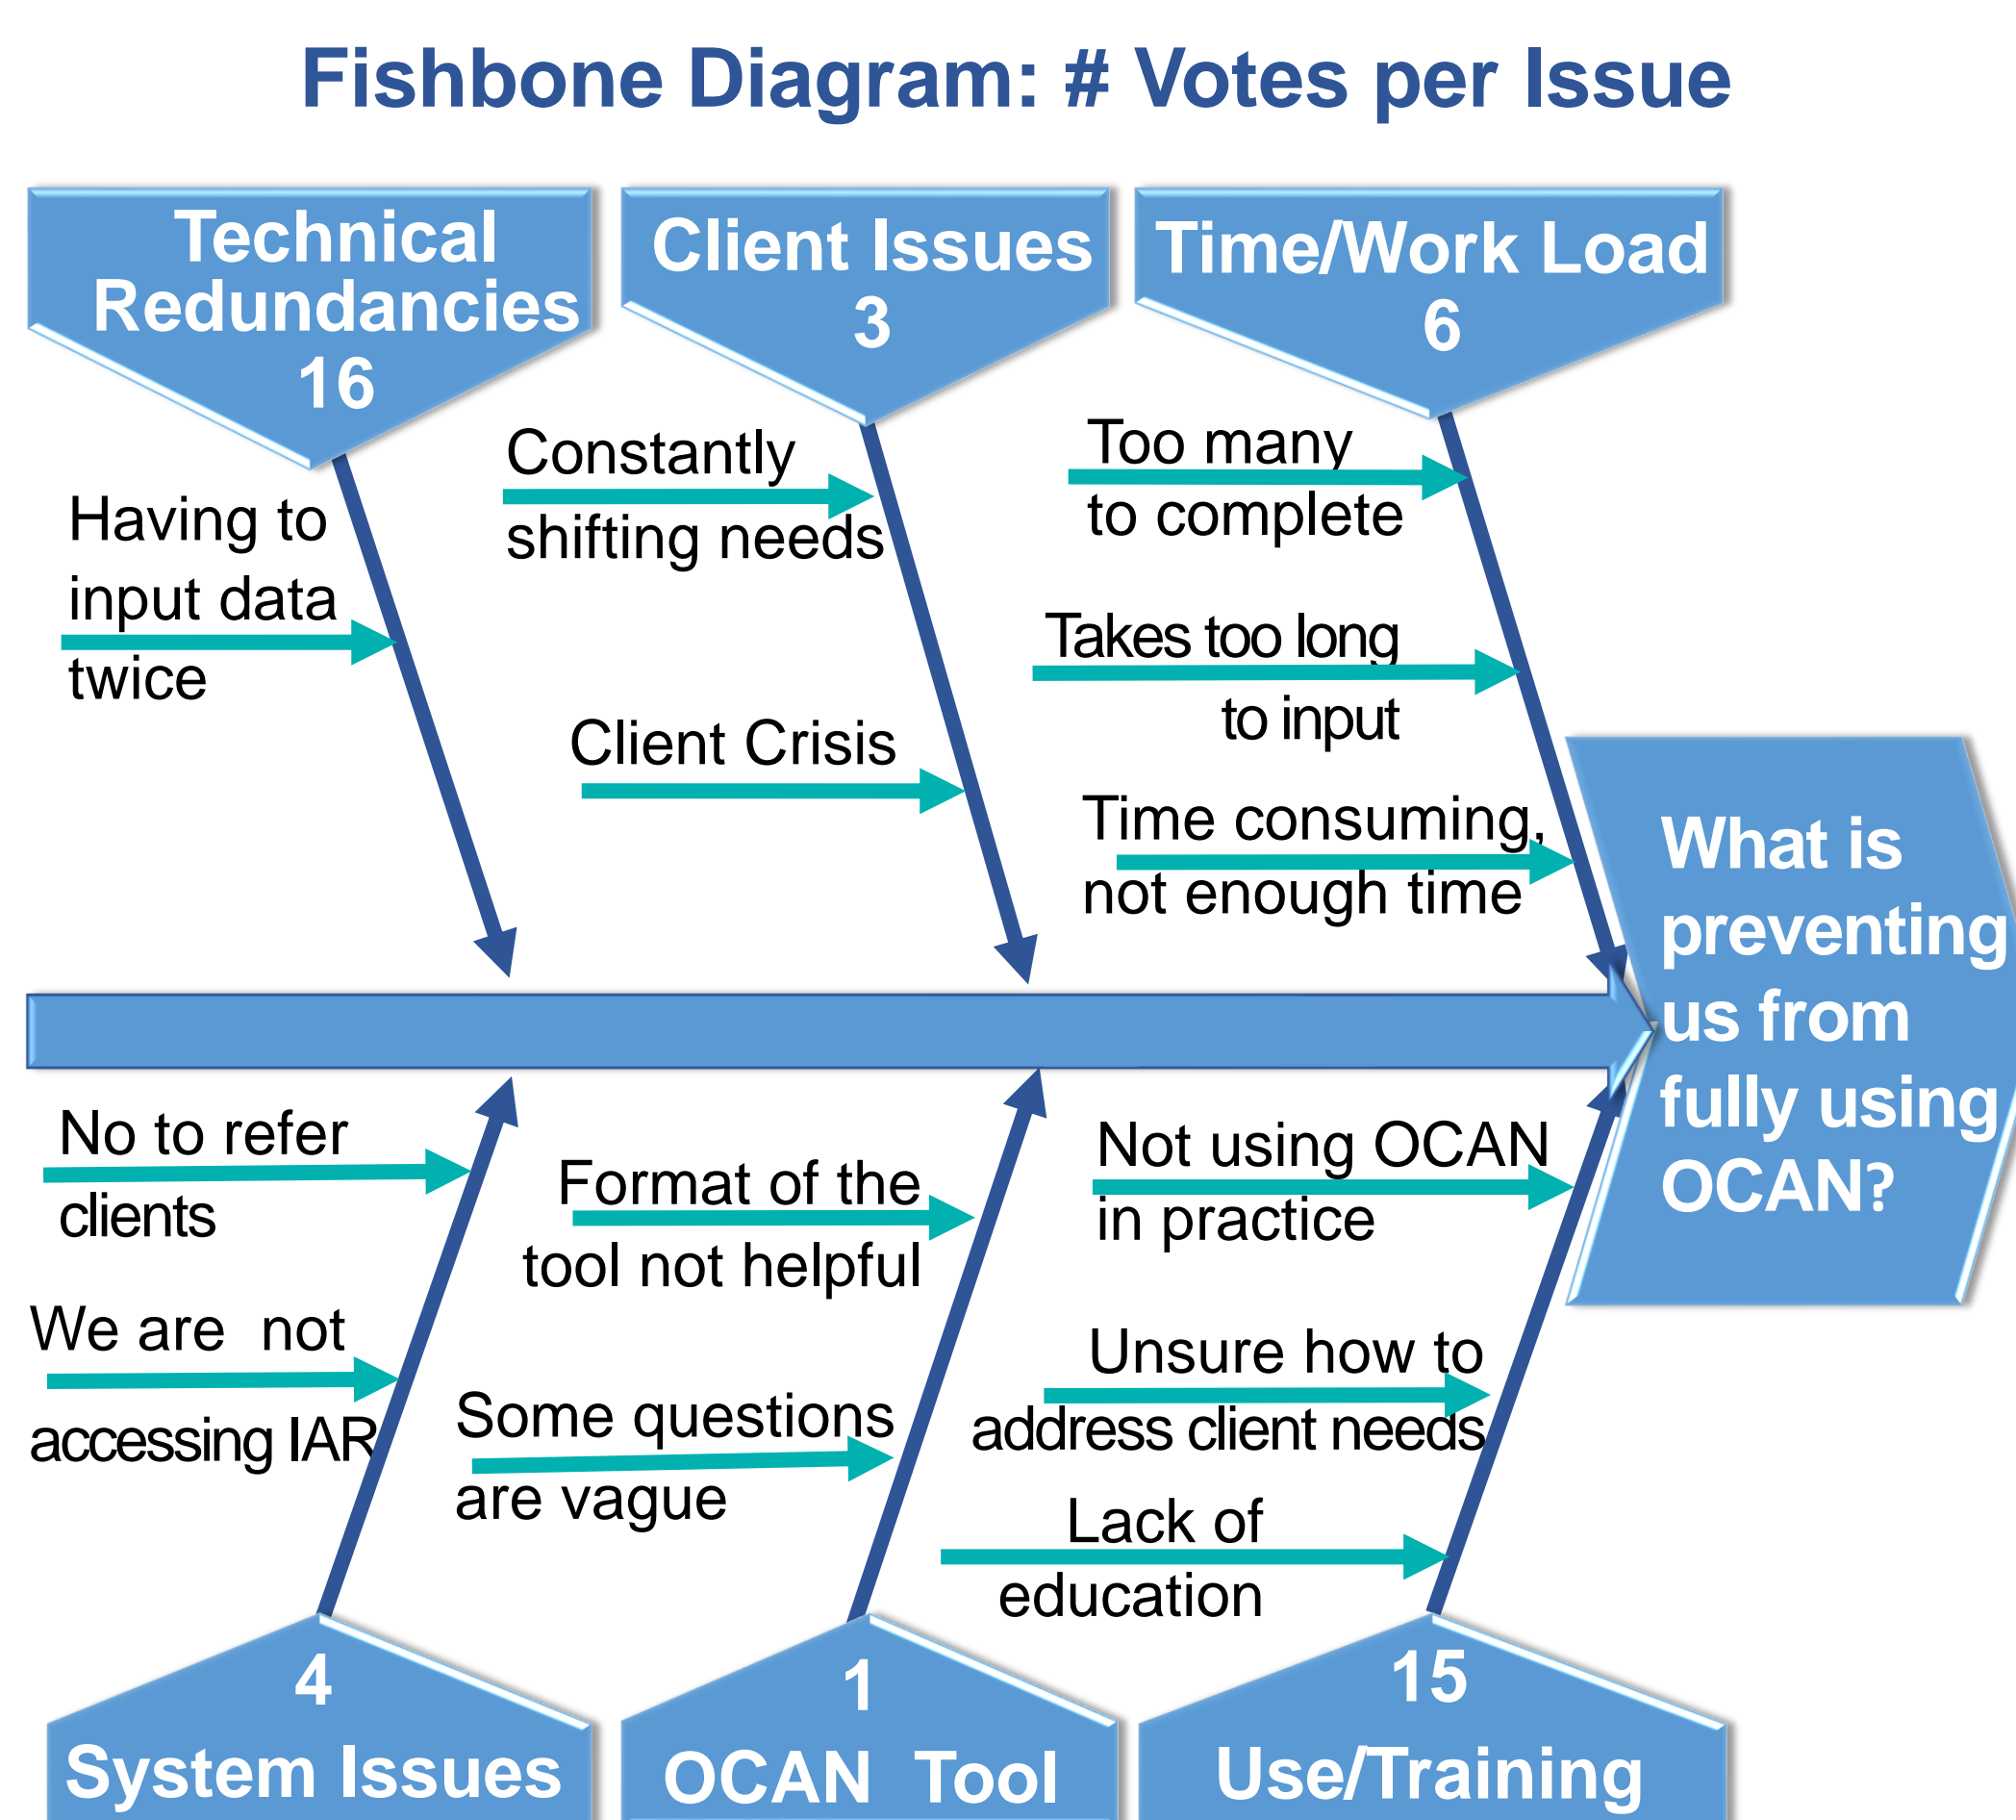 Fishbone Diagram: # Votes per Issue
Technical
Redundancies
16
Client Issues
3
Time/Work Load
6
Having to
input data
twice
Constantly
shifting needs
Client Crisis
Too many
to complete
Takes too long
to input
Time consuming,
not enough time
What is
preventing
us from
fully using
OCAN?
No to refer
clients
We are  not
accessing IAR
Format of the
tool not helpful
Some questions
are vague
Not using OCAN
in practice
Unsure how to
address client needs
Lack of
education
4
System Issues
1
OCAN  Tool
15
Use/Training